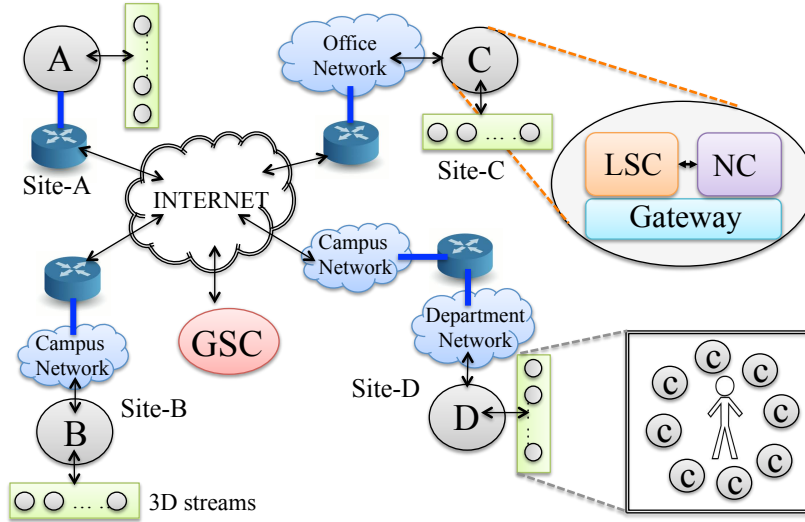 A
Site-A
Office
Network
C
Site-C
LSC
NC
Gateway
INTERNET
GSC
Campus
Network
Department
Network
Site-D
D
Campus
Network
Site-B
B
3D streams
c
c
c
c
c
c
c
c
c